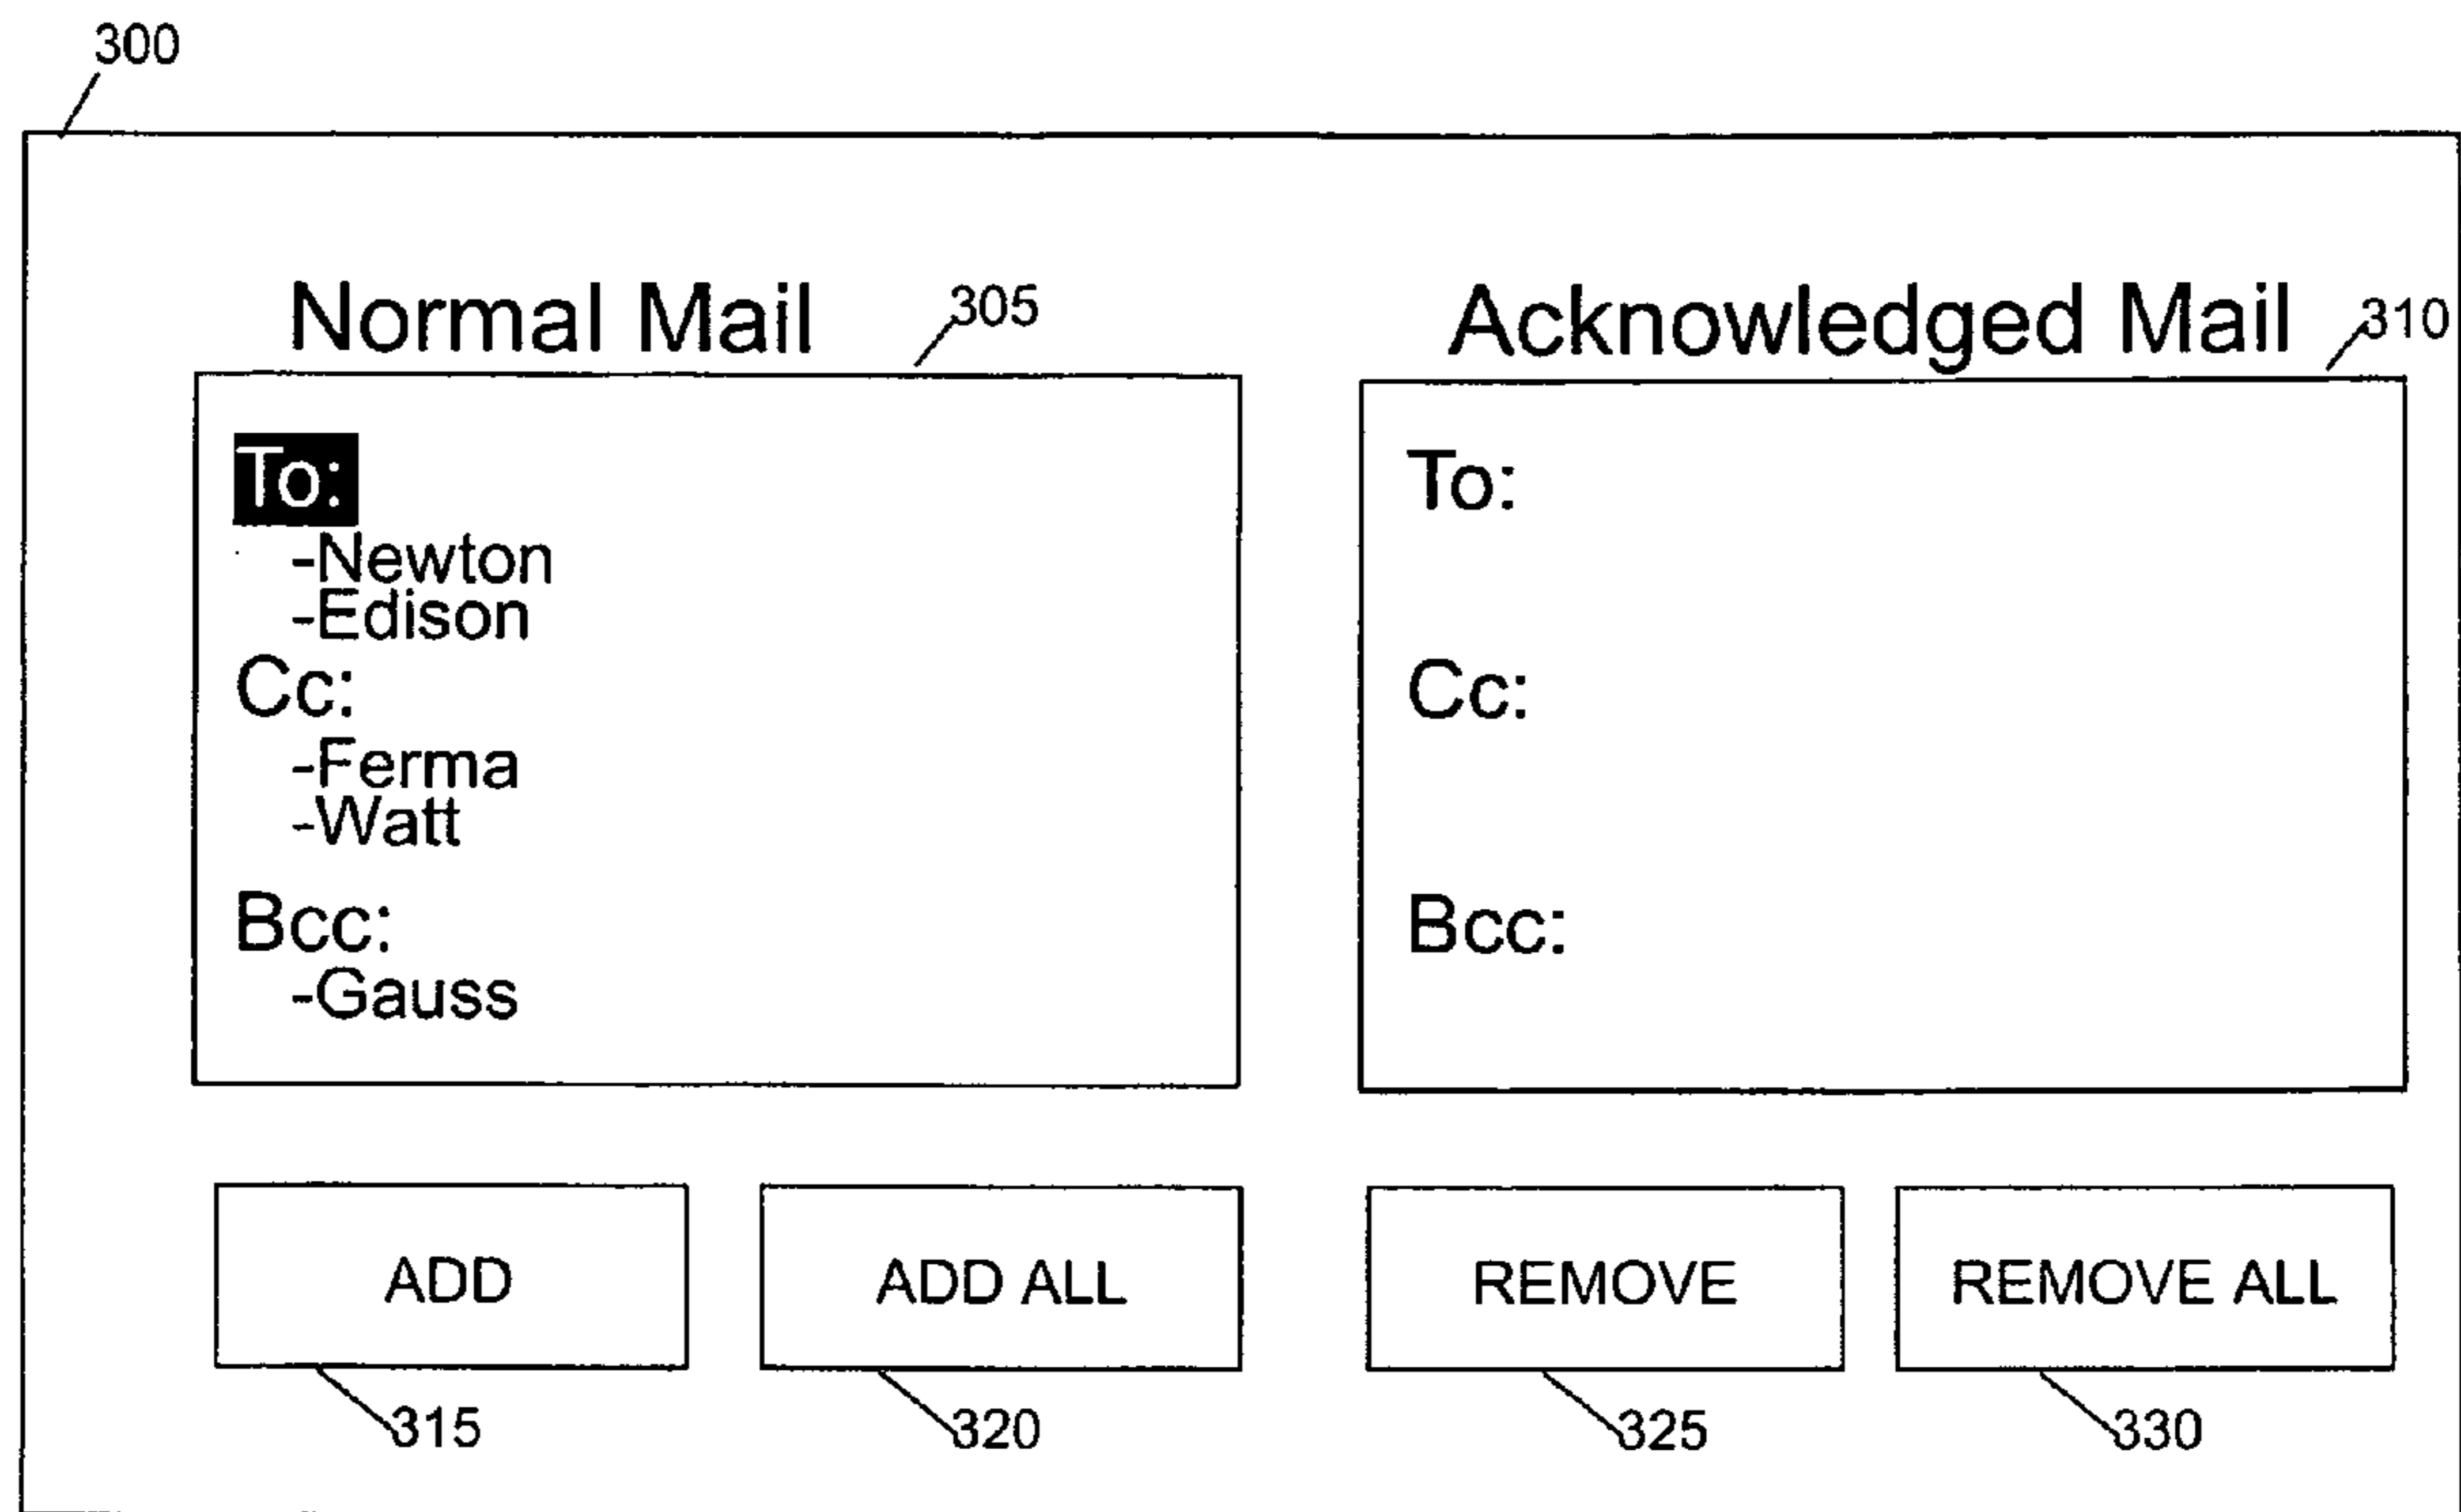 300
Normal Mail
305
To:
-Newton
-Edison
Cc:
-Ferma
-Watt
Bcc:
-Gauss
Acknowledged Mail
310
To:
Cc:
Bcc:
ADD
ADD ALL
REMOVE
REMOVE ALL
315
320
325
330